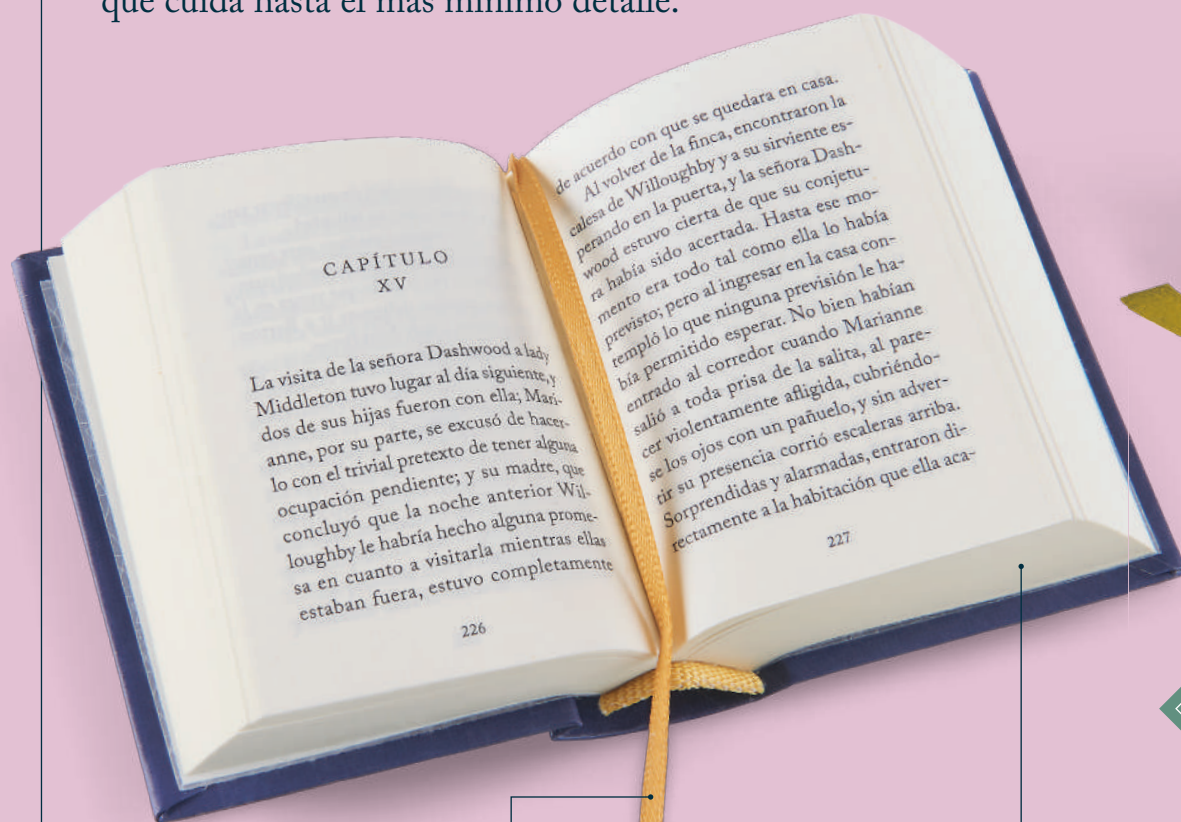 que cuida hasta el más mínimo detalle.
CAPÍTULO
XV
La visita de la señora Dashwood a lady
Middleton tuvo lugar al día siguiente, y
dos de sus hijas fueron con ella; Mari-
anne, por su parte, se excusó de hacer-
lo con el trivial pretexto de tener alguna
ocupación pendiente; y su madre, que
concluyó que la noche anterior Wil-
loughby le habría hecho alguna prome-
sa en cuanto a visitarla mientras ellas
estaban fuera, estuvo completamente
226
de acuerdo con que se quedara en casa.
Al volver de la finca, encontraron la
calesa de Willoughby y a su sirviente es-
perando en la puerta, y la señora Dash-
wood estuvo cierta de que su conjetu-
ra había sido acertada. Hasta ese mo-
mento era todo tal como ella lo había
previsto; pero al ingresar en la casa con-
templó lo que ninguna previsión le ha-
bía permitido esperar. No bien habían
entrado al corredor cuando Marianne
salió a toda prisa de la salita, al pare-
cer violentamente afligida, cubriéndo-
se los ojos con un pañuelo, y sin adver-
tir su presencia corrió escaleras arriba.
Sorprendidas y alarmadas, entraron di-
rectamente a la habitación que ella aca-
227